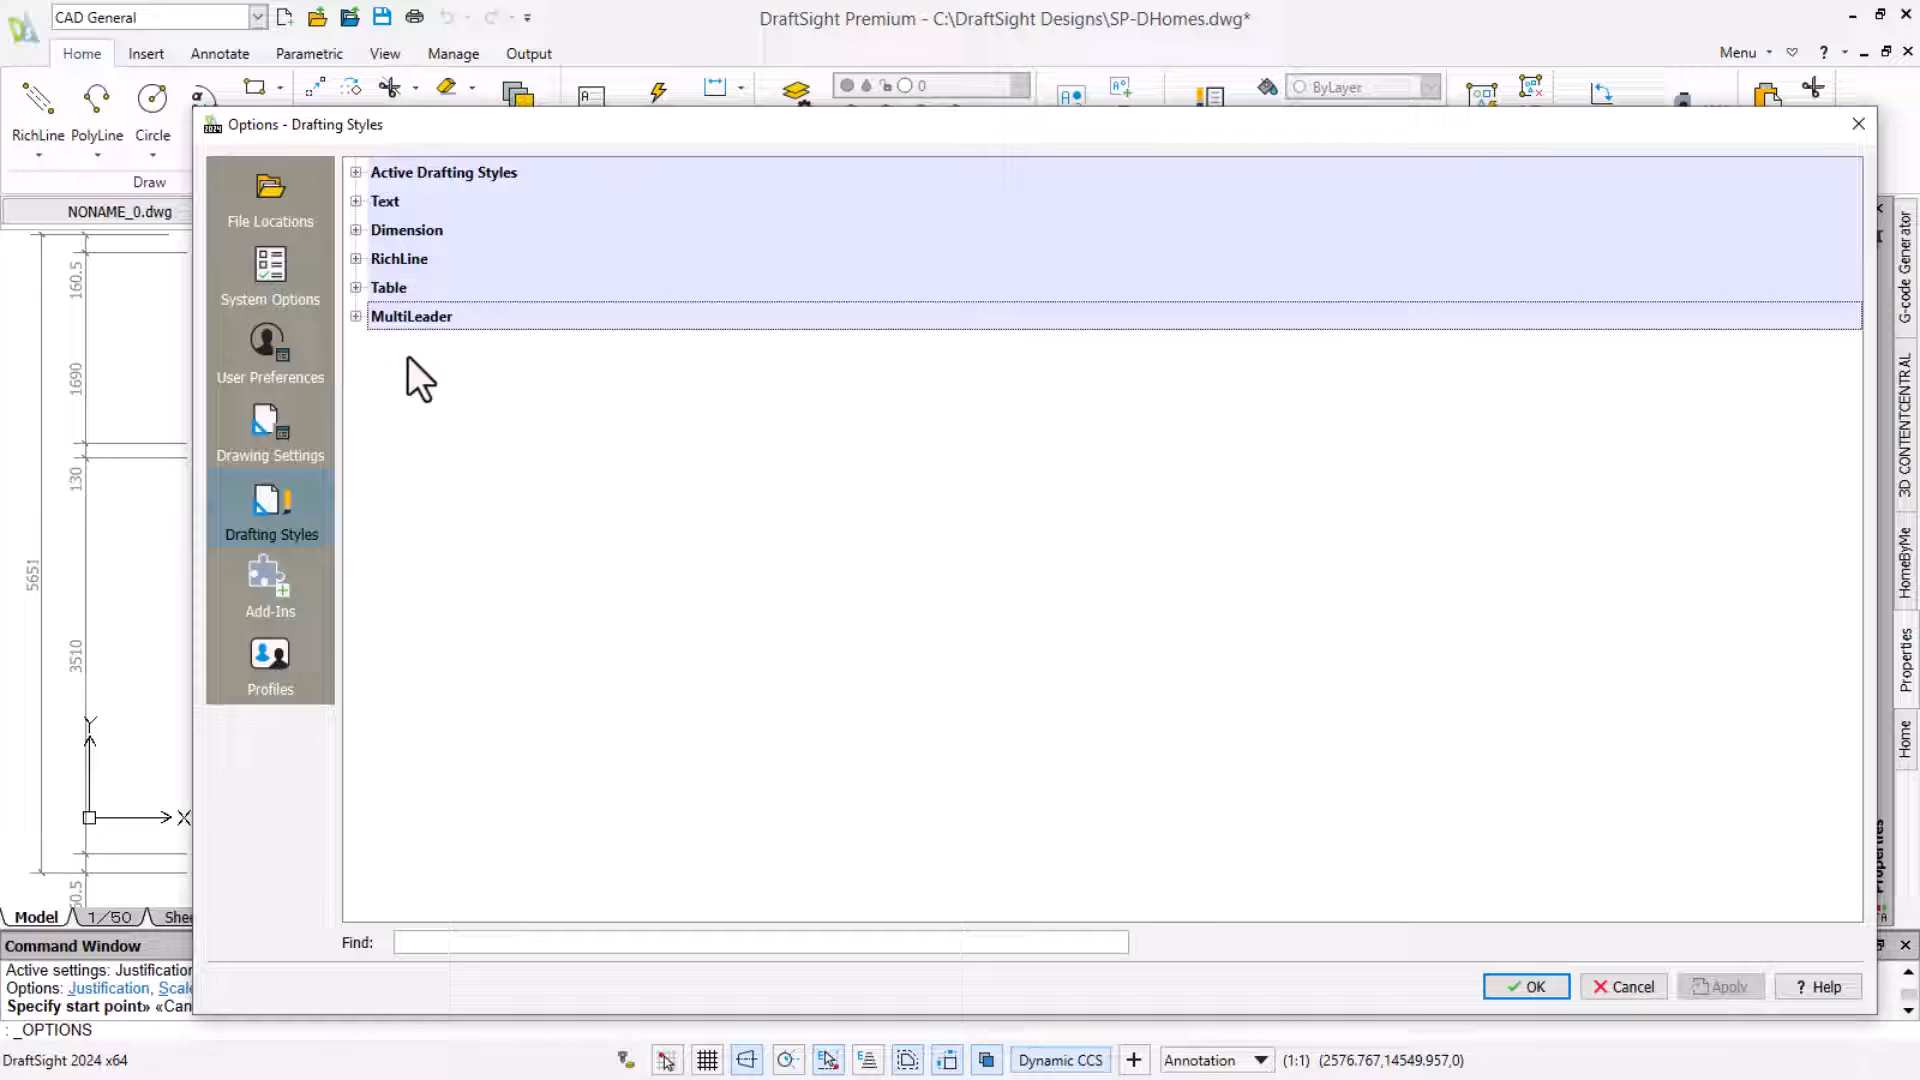 CAD General
DraftSight Premium - C:\DraftSight Designs\SP-DHomes.dwg*
Home Insert Annotate Parametric View Manage Output
Menu ?
0
ByLayer
RichLine PolyLine Circle
Draw
NONAME_0.dwg
Options - Drafting Styles
File Locations
System Options
User Preferences
Drawing Settings
Drafting Styles
Add-Ins
Profiles
Active Drafting Styles
Text
Dimension
RichLine
Table
MultiLeader
160.5
1690
130
5651
3510
Y
X
G-code Generator
3D CONTENTCENTRAL
HomeByMe
Properties
Home
Properties
Model 1/50 Shee
Find:
OK Cancel Apply ? Help
Command Window
Active settings: Justification
Options: Justification, Scale
Specify start point» «Can
: _OPTIONS
DraftSight 2024 x64
Dynamic CCS
Annotation
(1:1) (2576.767,14549.957,0)